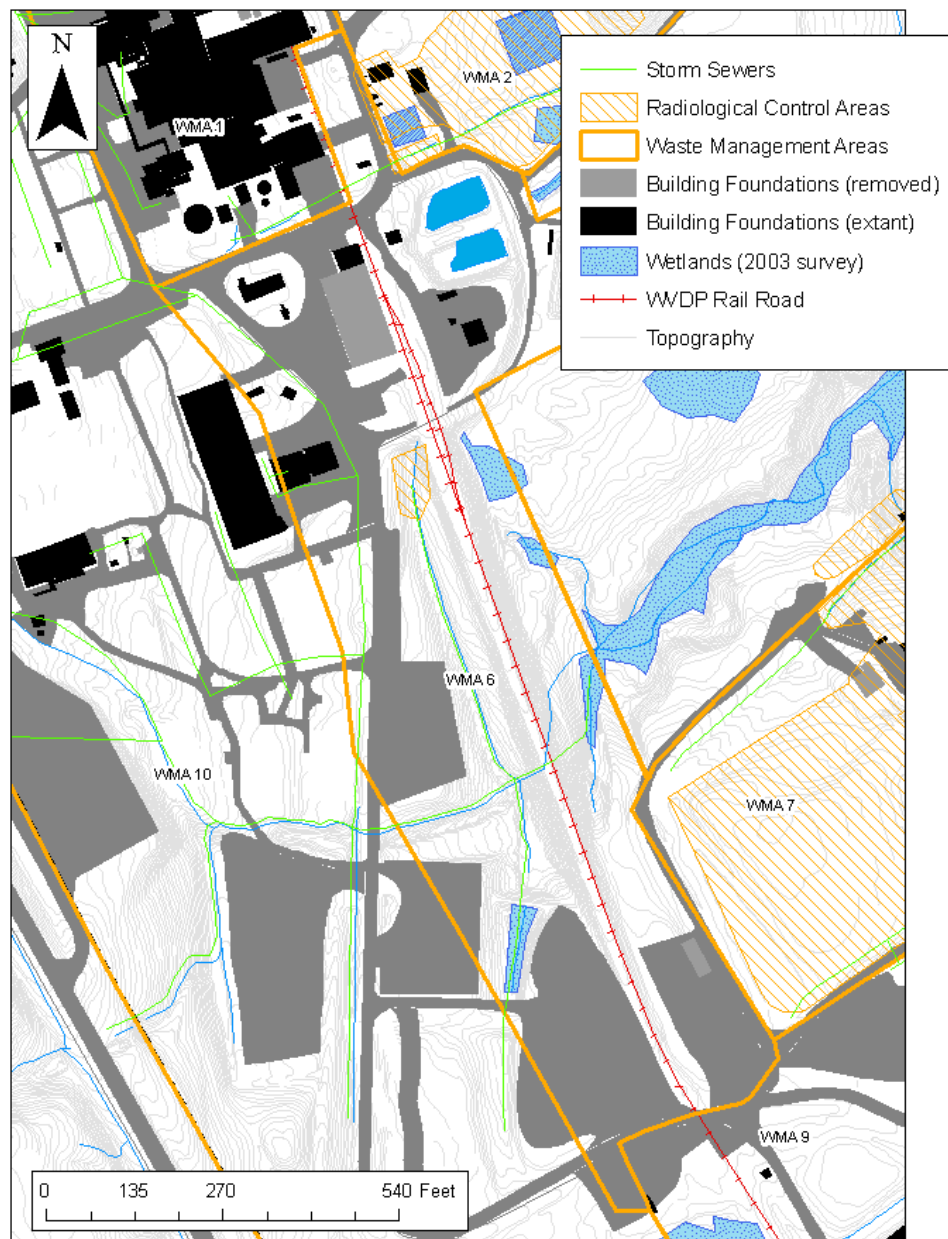 N
WMA 1
WMA 2
Storm Sewers
Radiological Control Areas
Waste Management Areas
Building Foundations (removed)
Building Foundations (extant)
Wetlands (2003 survey)
WVDP Rail Road
Topography
WMA 6
WMA 10
WMA 7
WMA 9
0 135 270 540 Feet